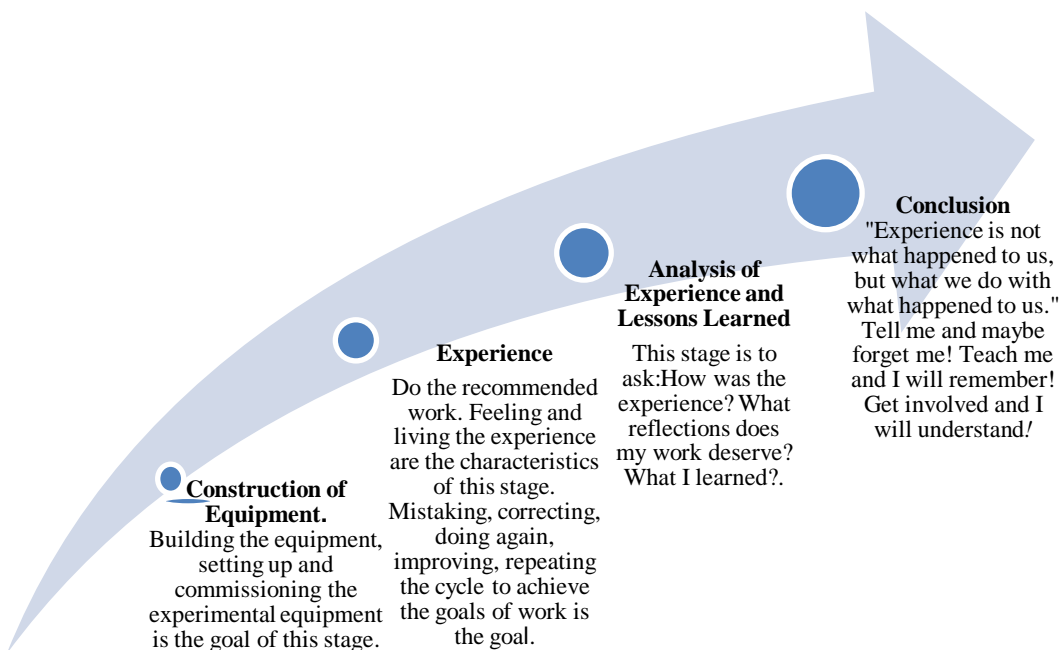 Construction of
Equipment.
Building the equipment,
setting up and
commissioning the
experimental equipment
is the goal of this stage.
Experience
Do the recommended
work. Feeling and
living the experience
are the characteristics
of this stage.
Mistaking, correcting,
doing again,
improving, repeating
the cycle to achieve
the goals of work is
the goal.
Analysis of
Experience and
Lessons Learned
This stage is to
ask:How was the
experience? What
reflections does
my work deserve?
What I learned?.
Conclusion
"Experience is not
what happened to us,
but what we do with
what happened to us."
Tell me and maybe
forget me! Teach me
and I will remember!
Get involved and I
will understand!